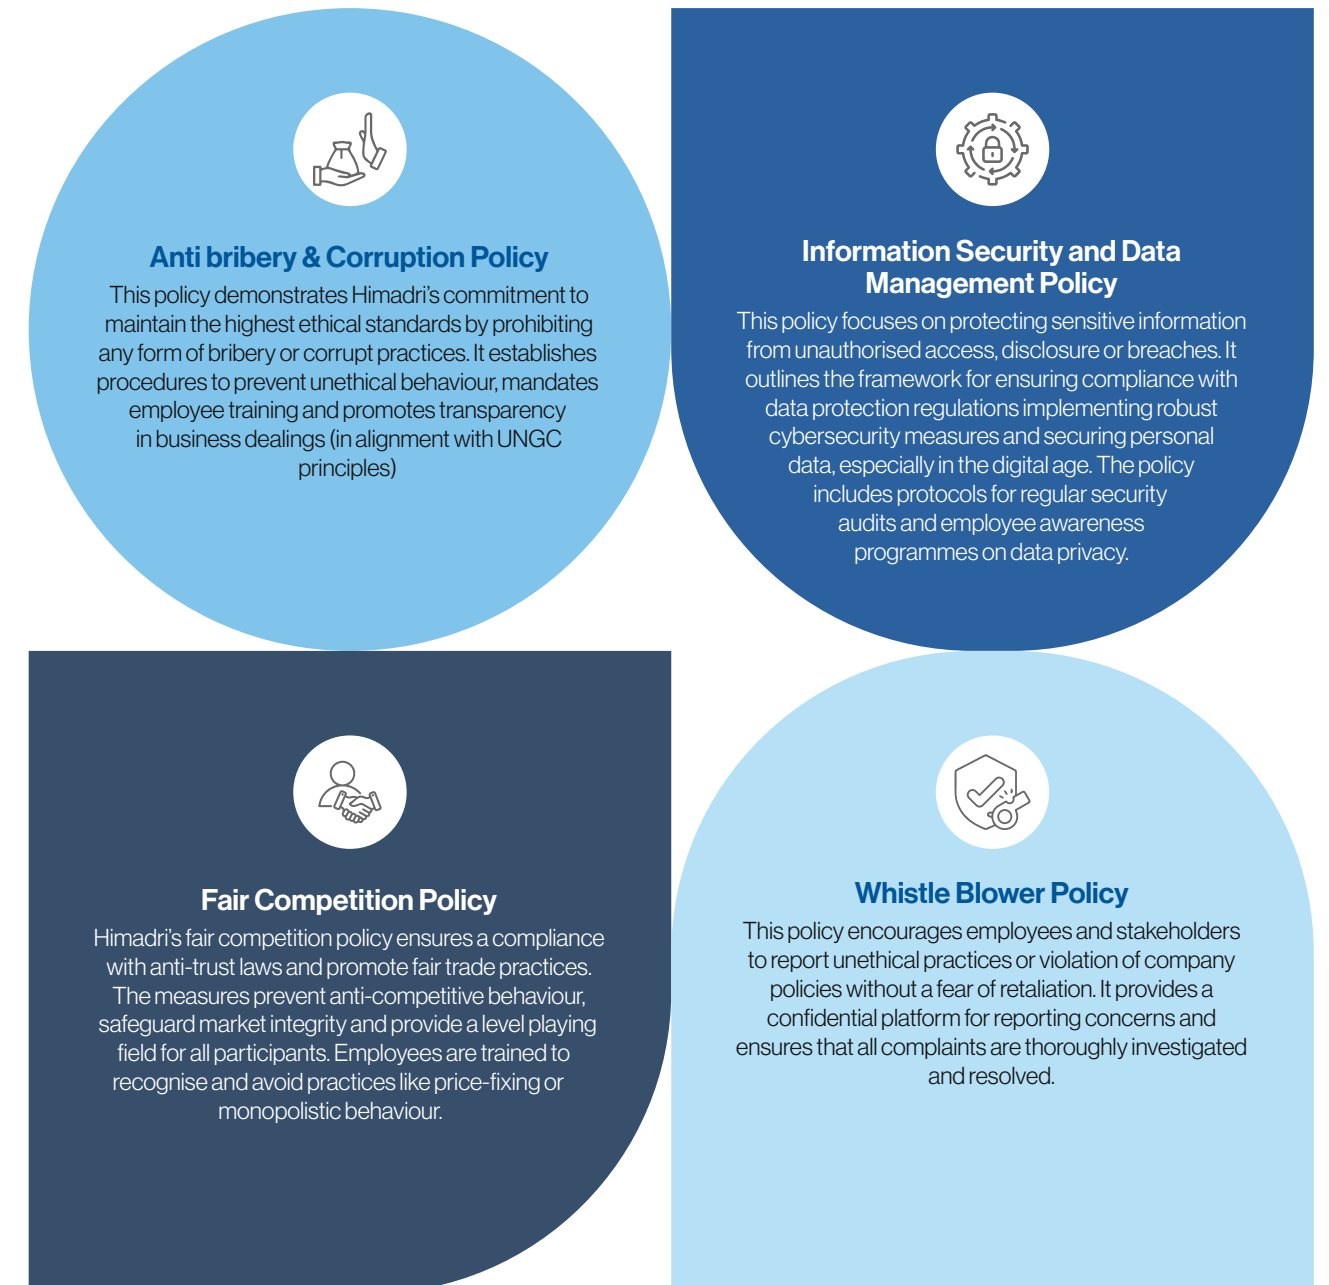 Anti bribery & Corruption Policy
This policy demonstrates Himadri's commitment to
maintain the highest ethical standards by prohibiting
any form of bribery or corrupt practices. It establishes
procedures to prevent unethical behaviour, mandates
employee training and promotes transparency
in business dealings (in alignment with UNGC
principles)
Information Security and Data
Management Policy
This policy focuses on protecting sensitive information
from unauthorised access, disclosure or breaches. It
outlines the framework for ensuring compliance with
data protection regulations implementing robust
cybersecurity measures and securing personal
data, especially in the digital age. The policy
includes protocols for regular security
audits and employee awareness
programmes on data privacy.
Fair Competition Policy
Himadri's fair competition policy ensures a compliance
with anti-trust laws and promote fair trade practices.
The measures prevent anti-competitive behaviour,
safeguard market integrity and provide a level playing
field for all participants. Employees are trained to
recognise and avoid practices like price-fixing or
monopolistic behaviour.
Whistle Blower Policy
This policy encourages employees and stakeholders
to report unethical practices or violation of company
policies without a fear of retaliation. It provides a
confidential platform for reporting concerns and
ensures that all complaints are thoroughly investigated
and resolved.